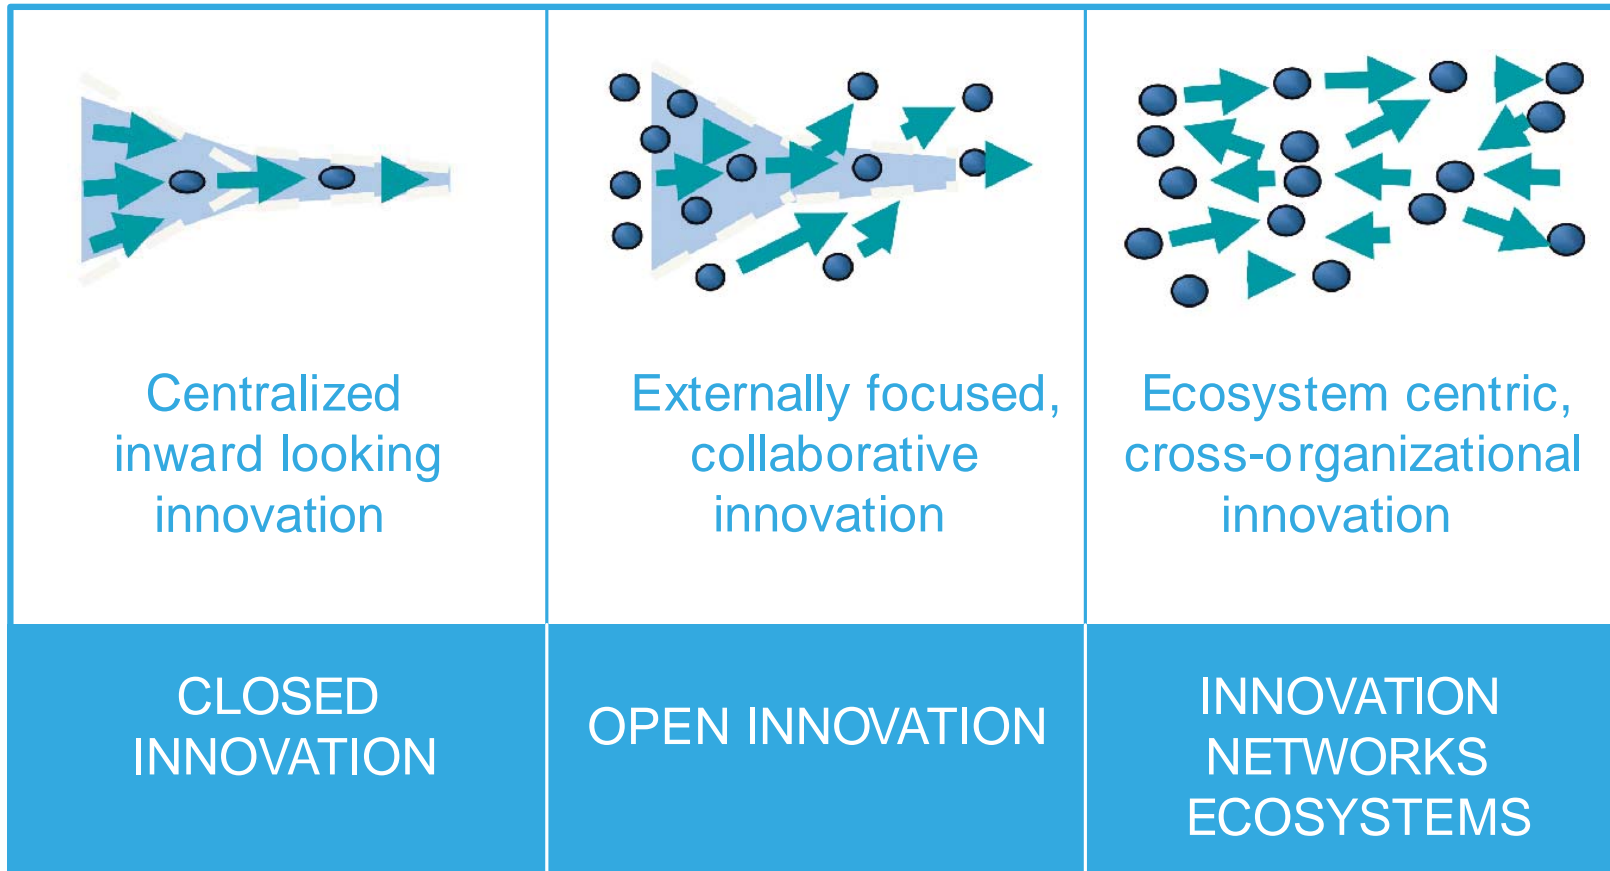 Centralized
inward looking
innovation
Externally focused,
collaborative
innovation
Ecosystem centric,
cross-organizational
innovation
CLOSED
INNOVATION
OPEN INNOVATION
INNOVATION
NETWORKS
ECOSYSTEMS